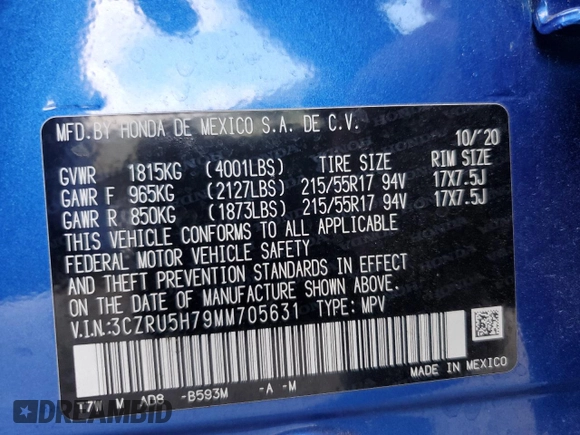 MFD. BY HONDA DE MEXICO S.A. DE C.V.
10/'20
GVWR 1815KG (4001LBS) TIRE SIZE RIM SIZE
GAWR F 965KG (2127LBS) 215/55R17 94V 17X7.5J
GAWR R 850KG (1873LBS) 215/55R17 94V 17X7.5J
THIS VEHICLE CONFORMS TO ALL APPLICABLE
FEDERAL MOTOR VEHICLE SAFETY
AND THEFT PREVENTION STANDARDS IN EFFECT
ON THE DATE OF MANUFACTURE SHOWN ABOVE.
V.I.N.:3CZRU5H79MM705631 TYPE: MPV
T7W M AD9 -B593M -A -M
MADE IN MEXICO
DREAMBID